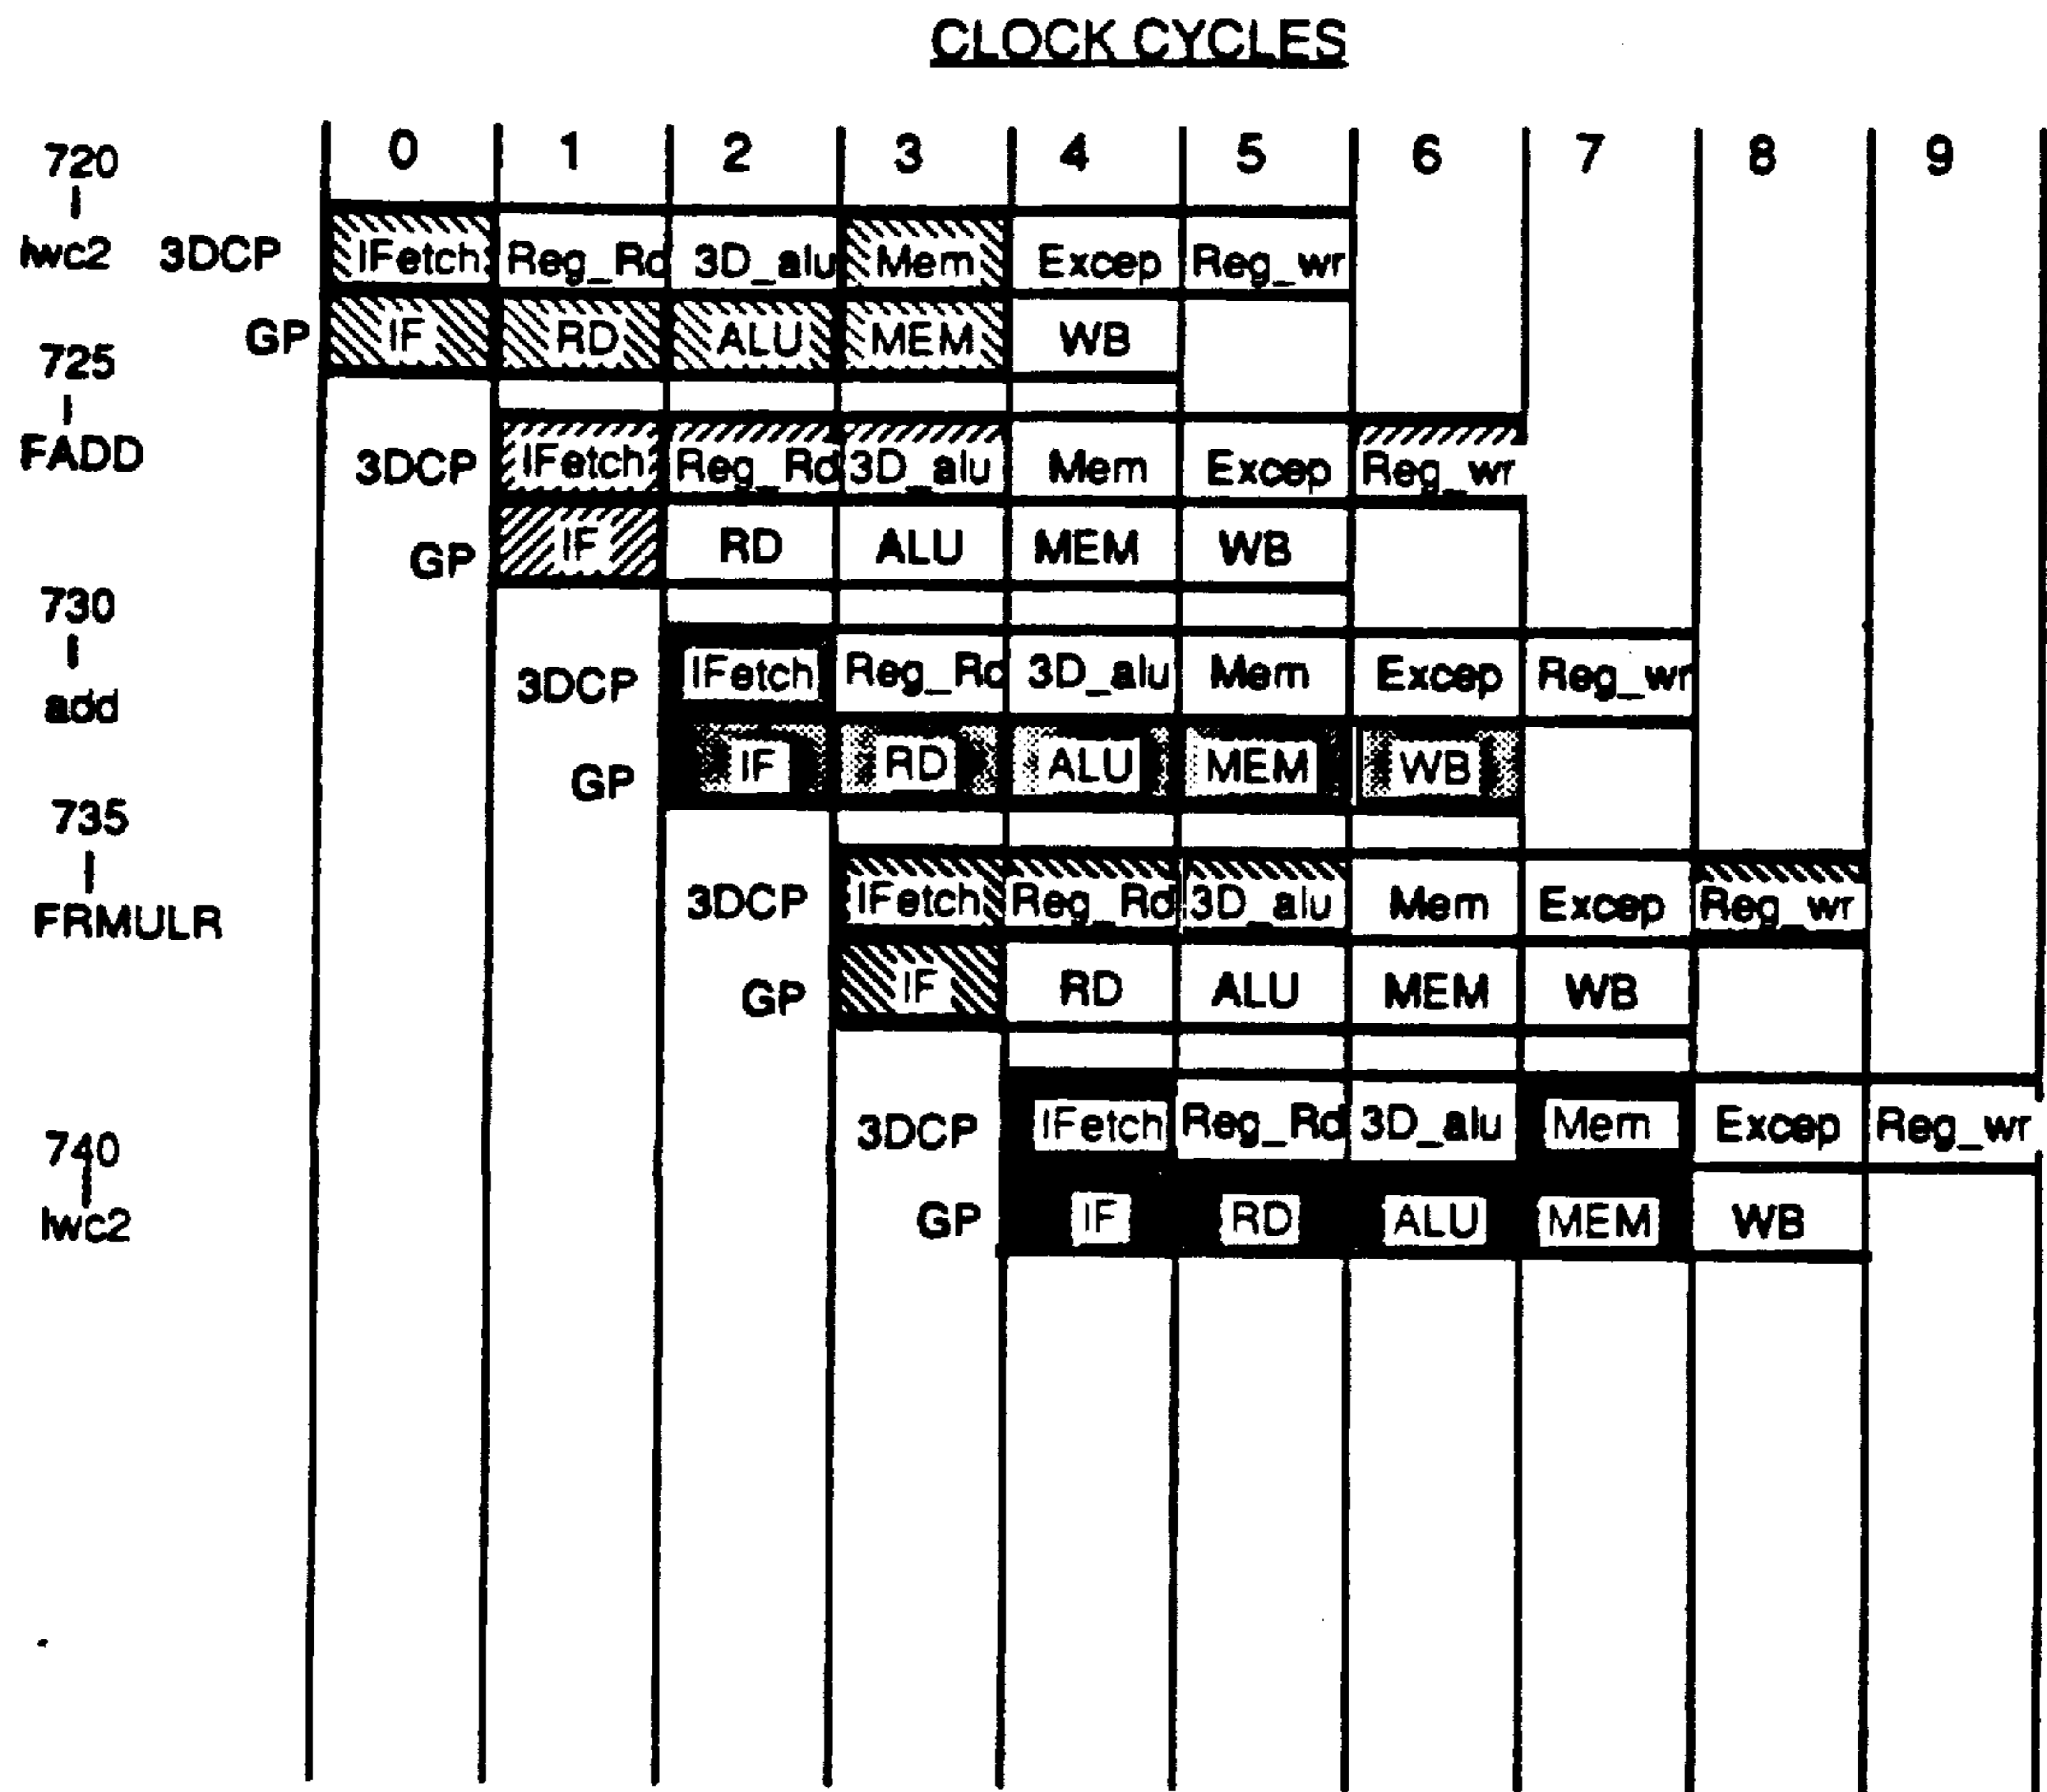 CLOCK CYCLES
720 0 1 2 3 4 5 6 7 8 9
lwc2 3DCP IFetch Reg_Rd 3D_alu Mem Excep Reg_wr
GP IF RD ALU MEM WB
725
FADD 3DCP IFetch Reg_Rd 3D_alu Mem Excep Reg_wr
GP IF RD ALU MEM WB
730
3DCP IFetch Reg_Rd 3D_alu Mem Excep Reg_wr
add
GP IF RD ALU MEM WB
735
FRMULR 3DCP IFetch Reg_Rd 3D_alu Mem Excep Reg_wr
GP IF RD ALU MEM WB
740 3DCP IFetch Reg_Rd 3D_alu Mem Excep Reg_wr
lwc2 GP IF RD ALU MEM WB